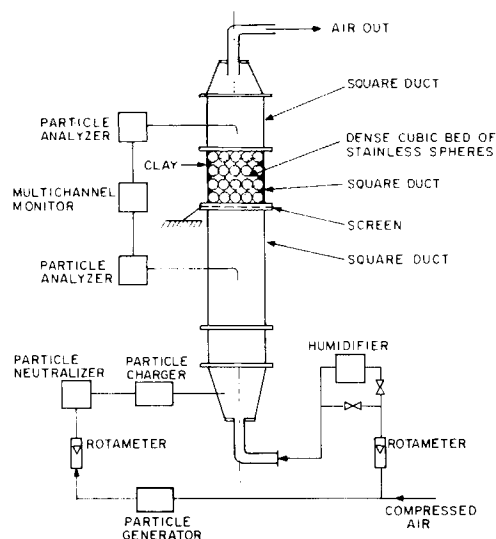 AIR OUT
SQUARE DUCT
PARTICLE
ANALYZER
DENSE CUBIC BED OF
STAINLESS SPHERES
CLAY
MULTICHANNEL
MONITOR
SQUARE DUCT
SCREEN
SQUARE DUCT
PARTICLE
ANALYZER
HUMIDIFIER
PARTICLE
NEUTRALIZER
PARTICLE
CHARGER
ROTAMETER
ROTAMETER
COMPRESSED
AIR
PARTICLE
GENERATOR